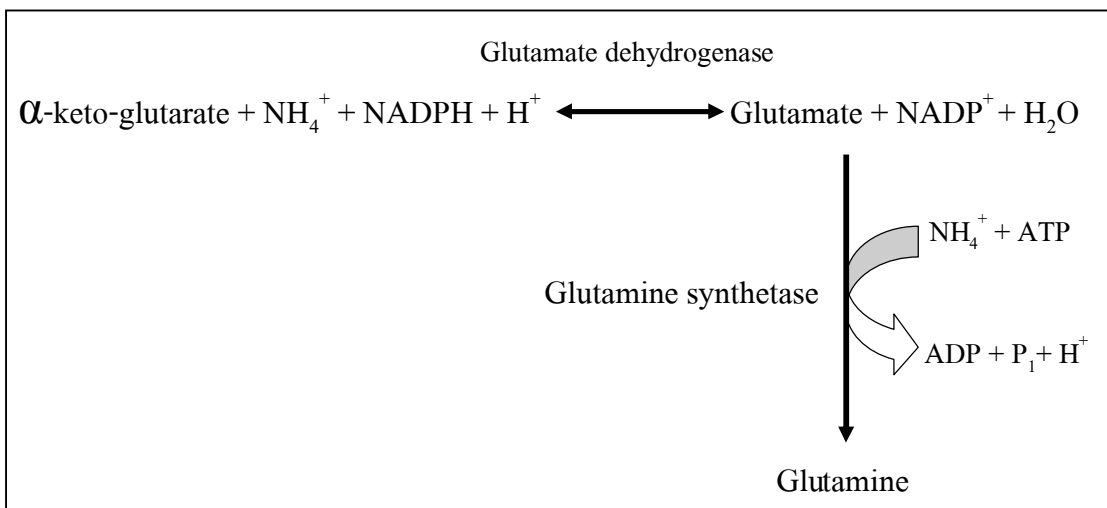 Glutamate dehydrogenase
α-keto-glutarate + NH₄⁺ + NADPH + H⁺ Glutamate + NADP⁺ + H₂O
NH₄⁺ + ATP
Glutamine synthetase
ADP + P₁+ H⁺
Glutamine